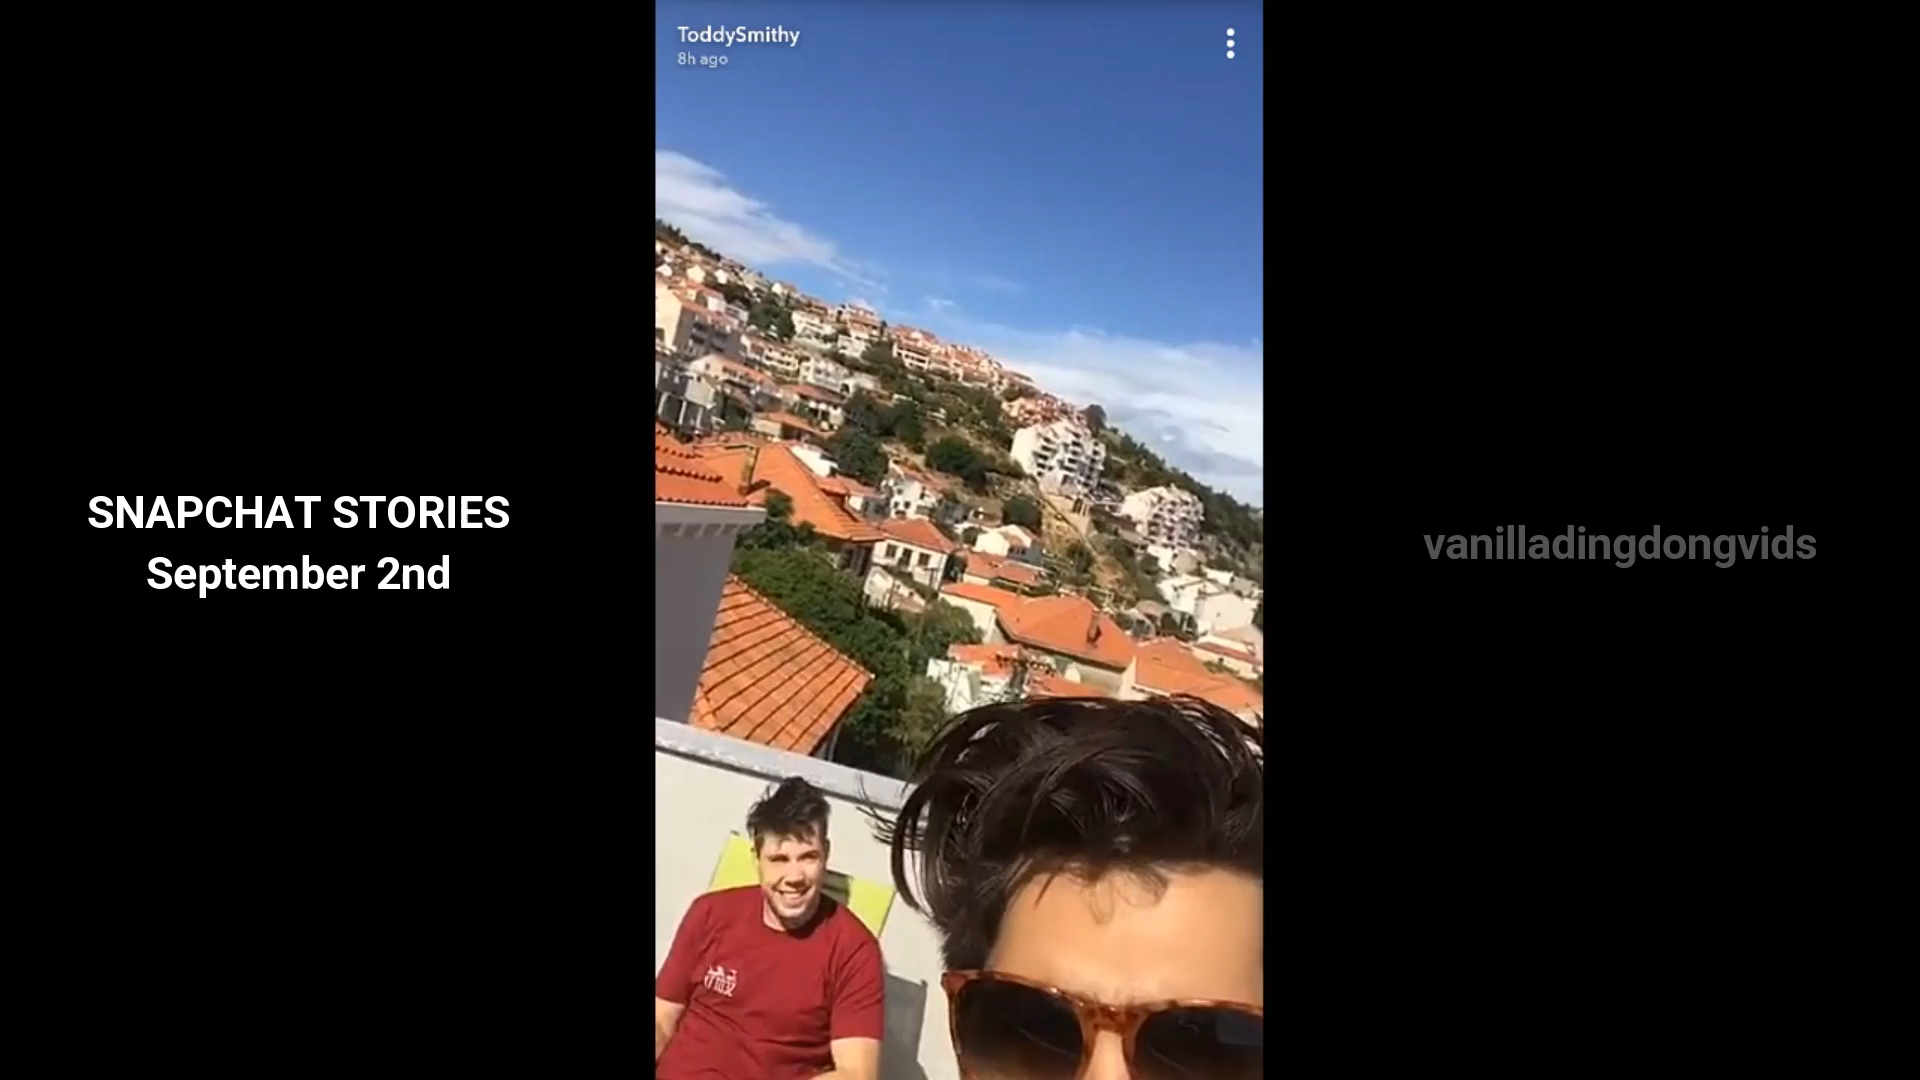 ToddySmithy
8h ago
SNAPCHAT STORIES
September 2nd
vanilladingdongvids